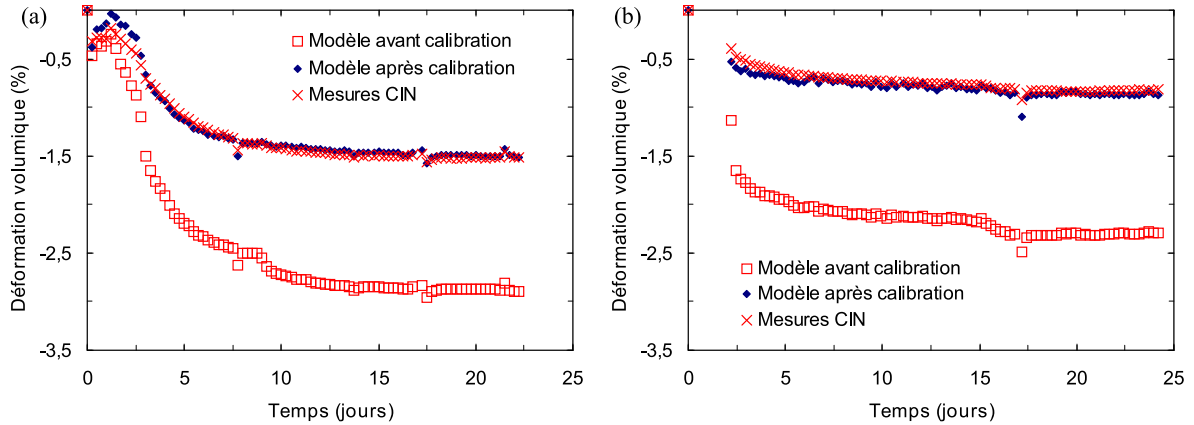 (a)
Modèle avant calibration
Modèle après calibration
Mesures CIN
Déformation volumique (%)
-0,5
-1,5
-2,5
-3,5
0
5
10
15
20
25
Temps (jours)
(b)
Modèle avant calibration
Modèle après calibration
Mesures CIN
Déformation volumique (%)
-0,5
-1,5
-2,5
-3,5
0
5
10
15
20
25
Temps (jours)